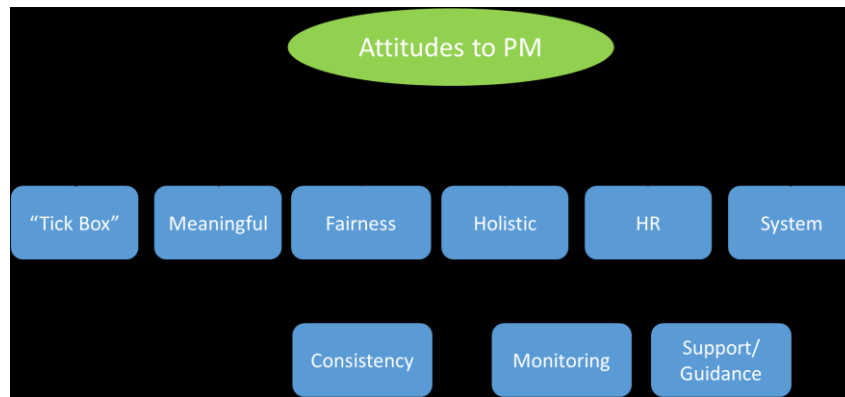 Attitudes to PM
“Tick Box”
Meaningful
Fairness
Holistic
HR
System
Consistency
Monitoring
Support/
Guidance